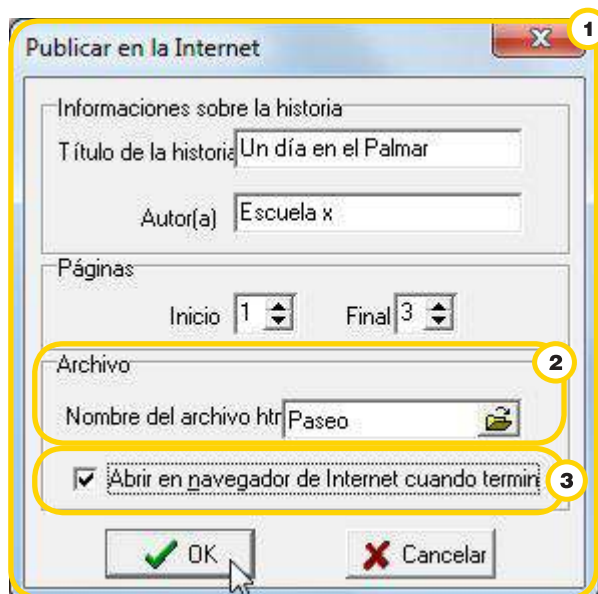 1
Publicar en la Internet
Informaciones sobre la historia
Título de la historia Un día en el Palmar
Autor(a) Escuela x
Páginas
Inicio 1 Final 3
2
Archivo
Nombre del archivo htm Paseo
Abrir en navegador de Internet cuando termin 3
OK Cancelar